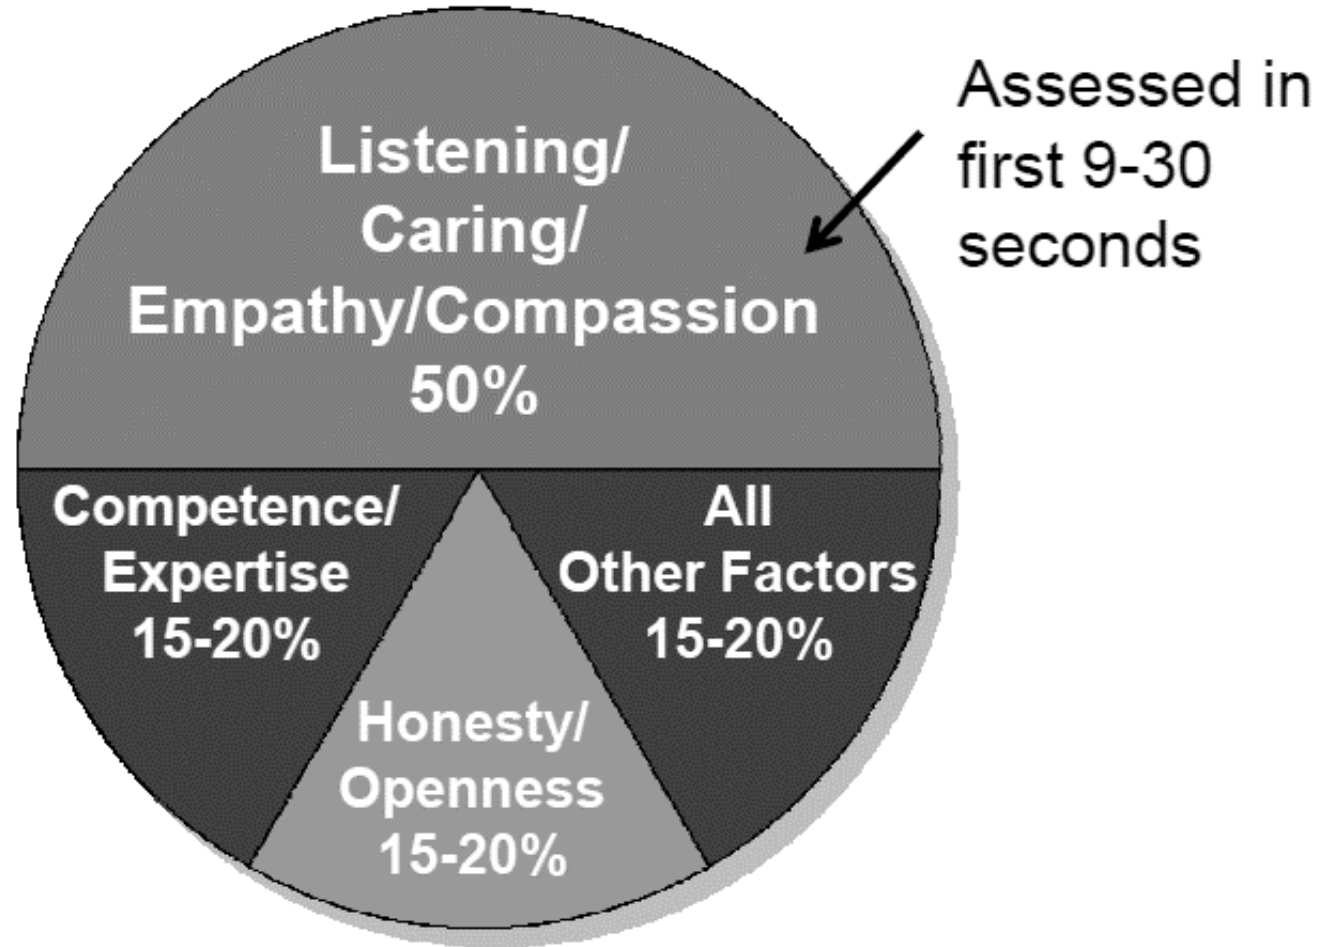 Listening/
Caring/
Empathy/Compassion
50%
Assessed in
first 9-30
seconds
Competence/
Expertise
15-20%
Honesty/
Openness
15-20%
All
Other Factors
15-20%